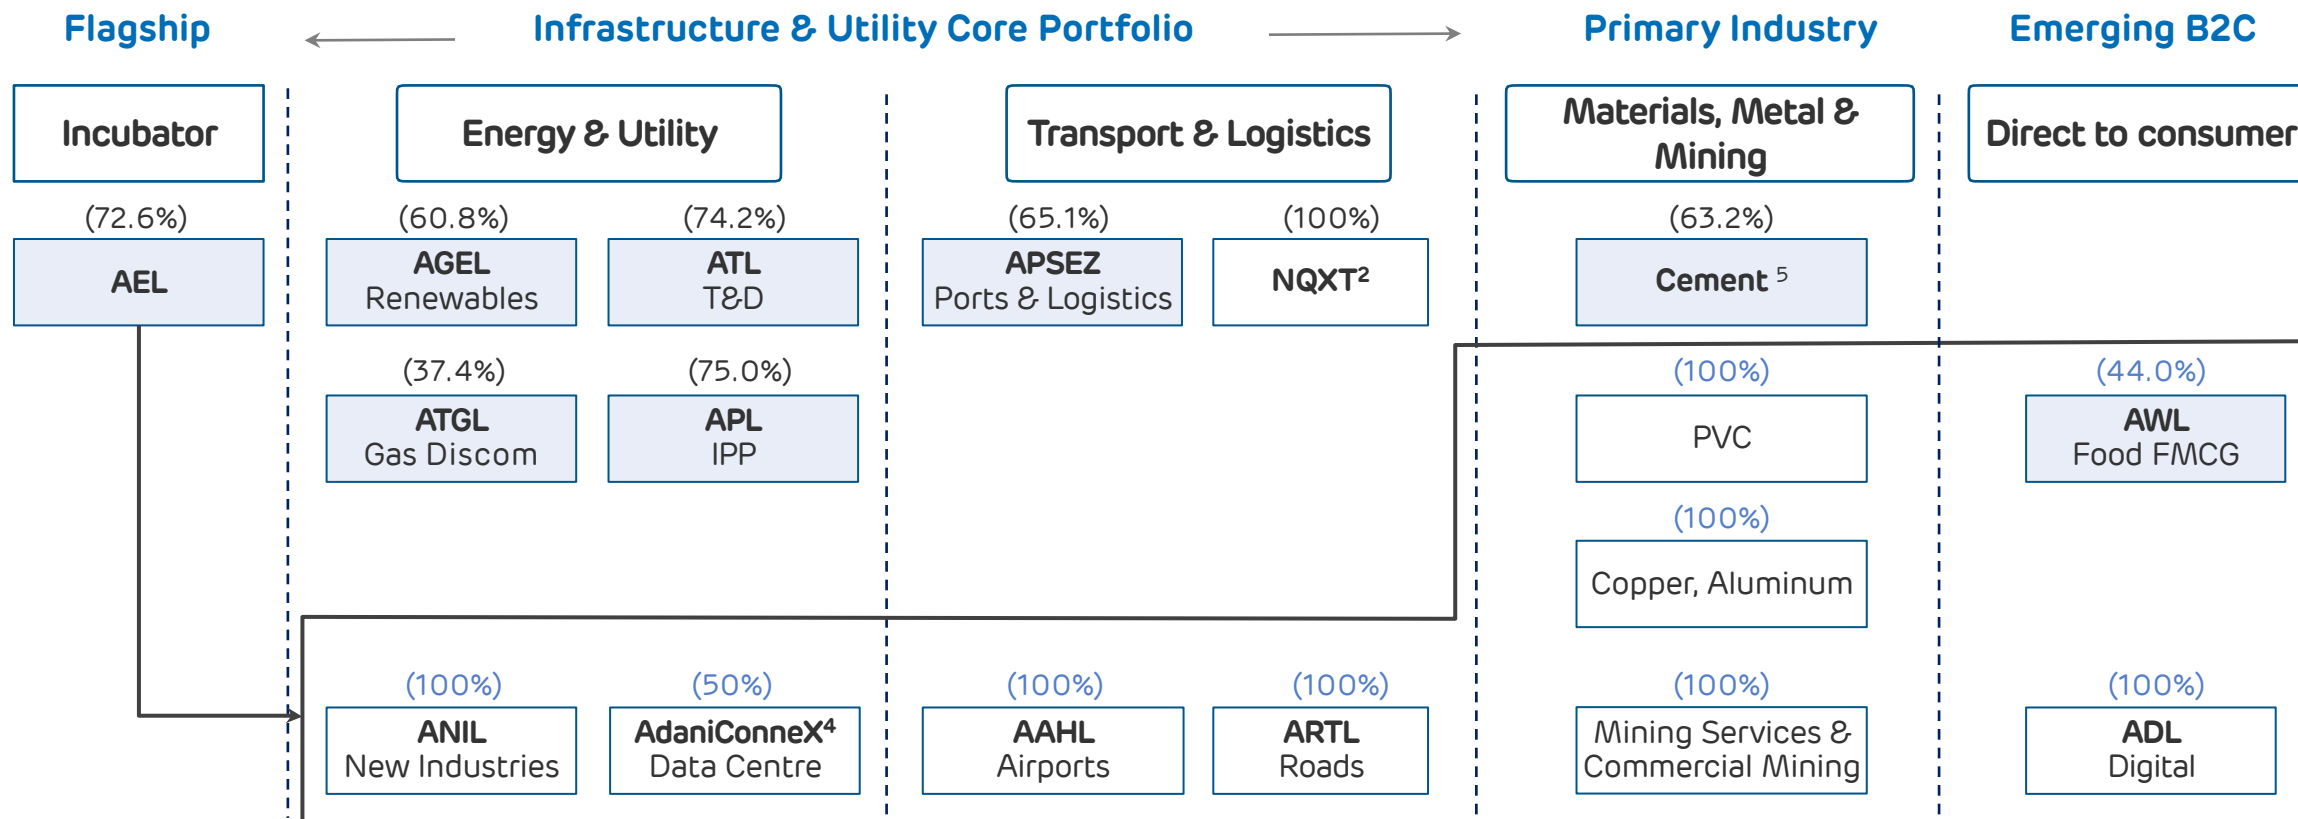 Flagship
Infrastructure & Utility Core Portfolio
Primary Industry
Emerging B2C
Incubator
Energy & Utility
Transport & Logistics
Materials, Metal &
Mining
Direct to consumer
(72.6%)
(60.8%)
(74.2%)
(65.1%)
(100%)
(63.2%)
AEL
AGEL
Renewables
ATL
T&D
APSEZ
Ports & Logistics
NQXT²
Cement ⁵
(37.4%)
(75.0%)
(100%)
(44.0%)
ATGL
Gas Discom
APL
IPP
PVC
AWL
Food FMCG
(100%)
Copper, Aluminum
(100%)
(50%)
(100%)
(100%)
(100%)
(100%)
ANIL
New Industries
AdaniConneX⁴
Data Centre
AAHL
Airports
ARTL
Roads
Mining Services &
Commercial Mining
ADL
Digital